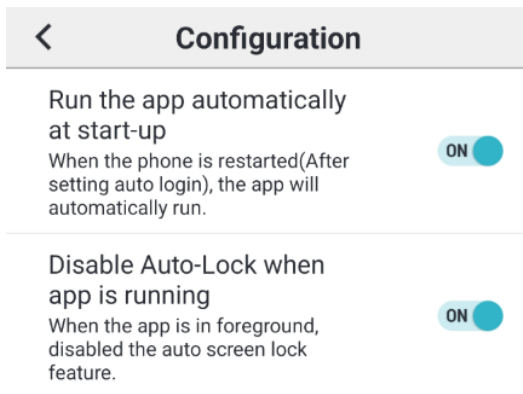 Configuration
Run the app automatically
at start-up
When the phone is restarted(After
setting auto login), the app will
automatically run.
ON
Disable Auto-Lock when
app is running
When the app is in foreground,
disabled the auto screen lock
feature.
ON